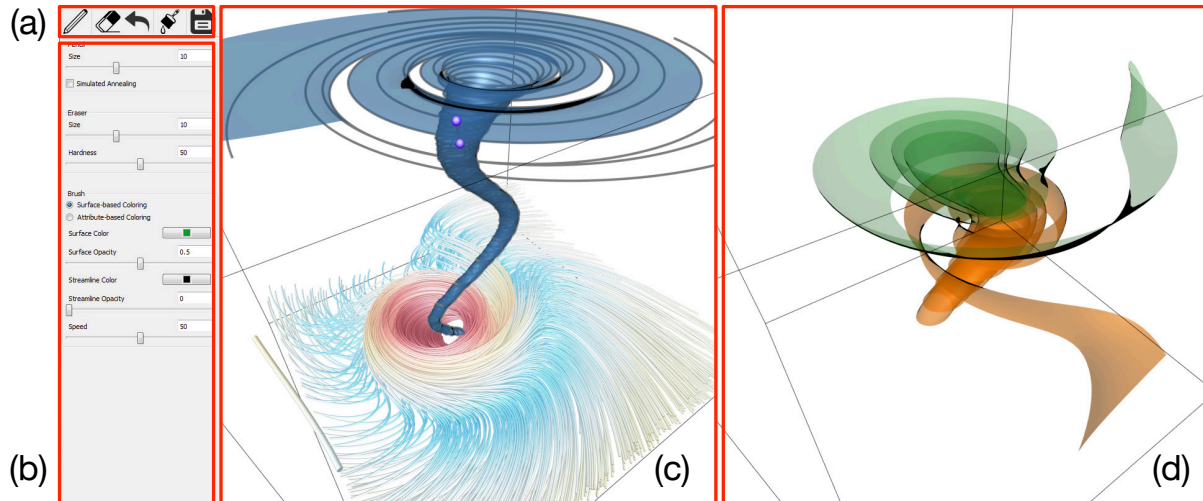 (a)
Size 10
Simulated Annealing
Eraser
Size 10
Hardness 50
Brush
Surface-based Coloring
Attribute-based Coloring
Surface Color
Surface Opacity 0.5
Streamline Color
Streamline Opacity 0
Speed 50
(b) (c) (d)